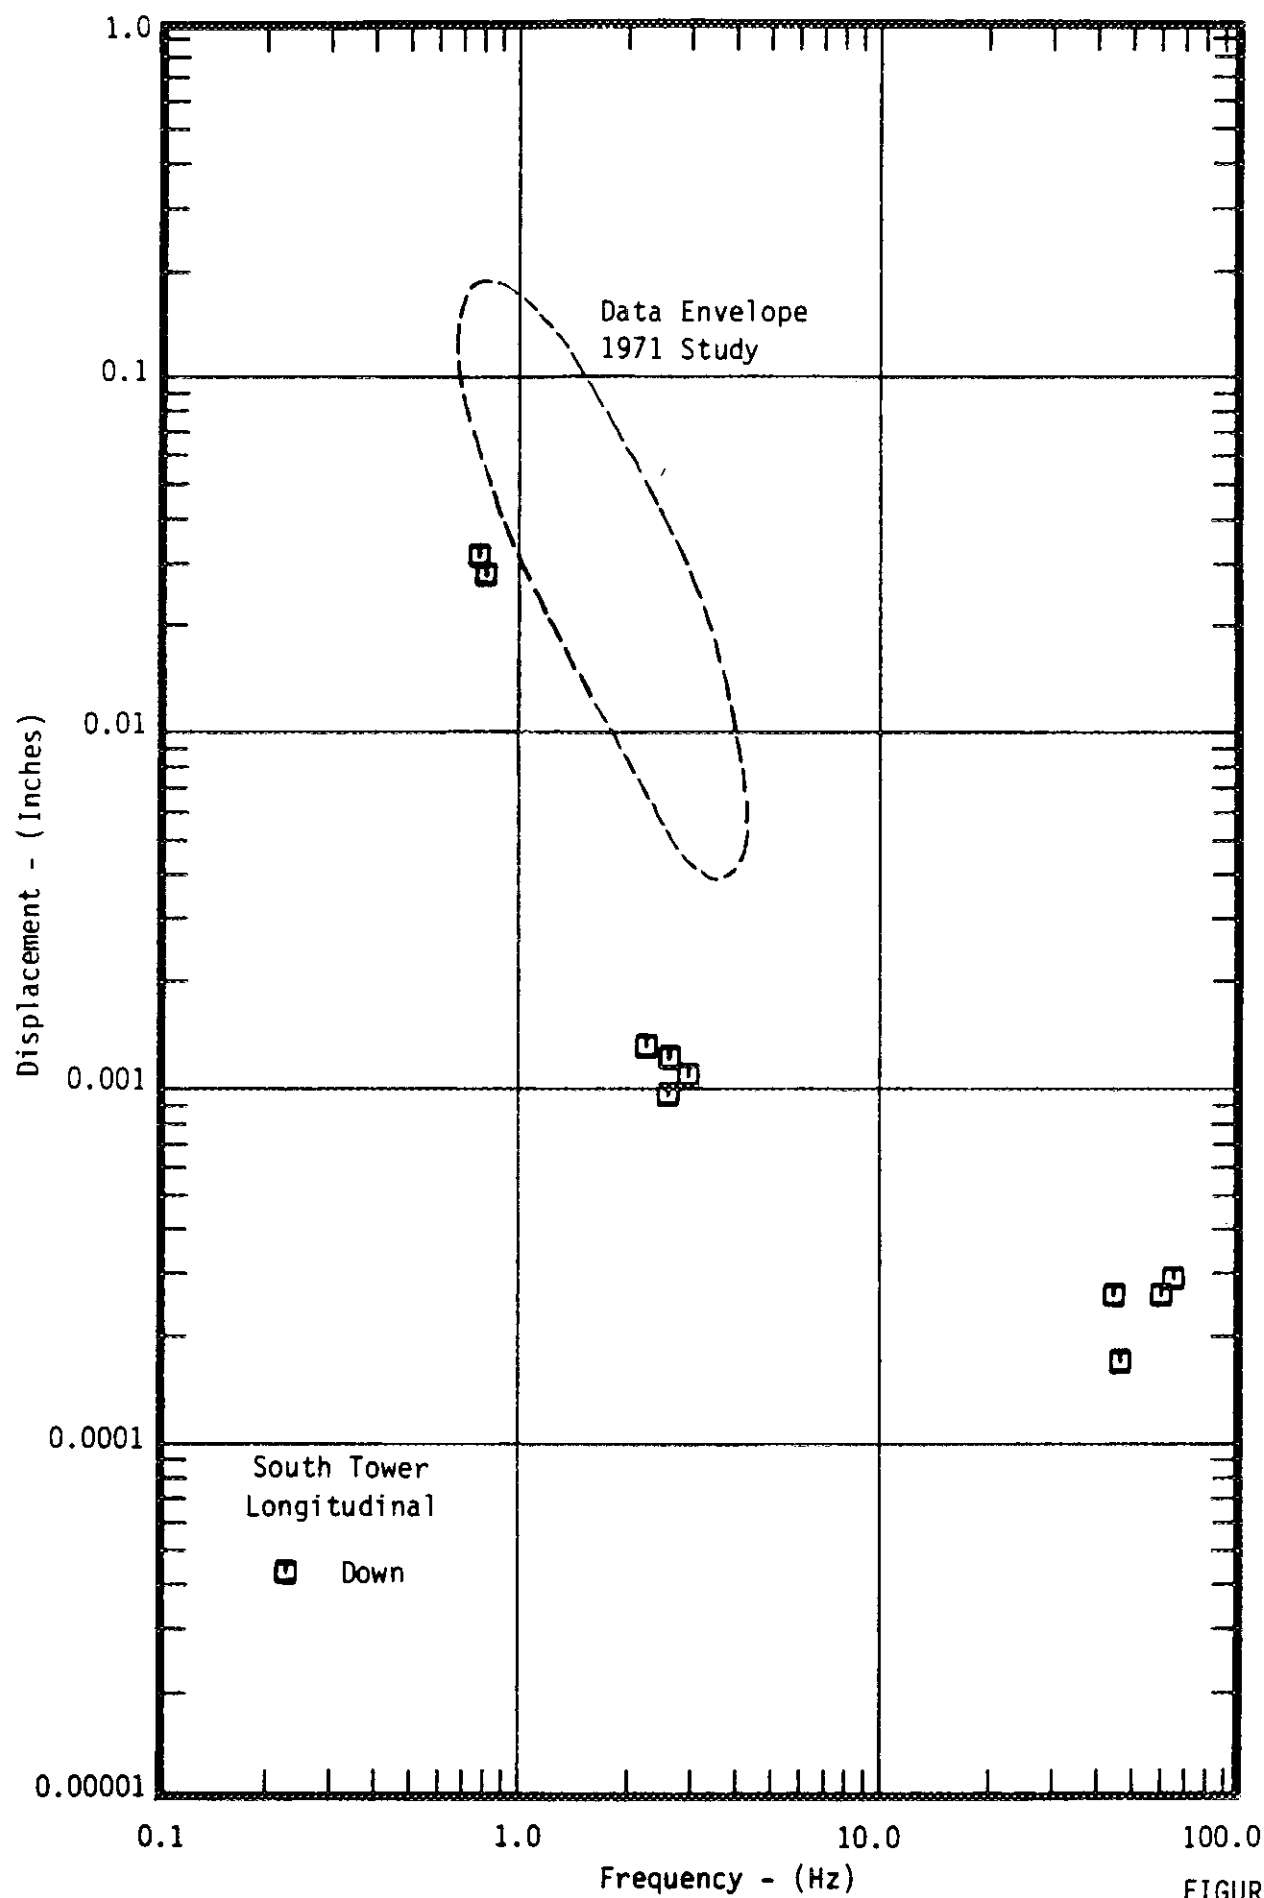 1.0
Data Envelope
1971 Study
0.1
0.01
Displacement - (Inches)
0.001
0.0001
South Tower
Longitudinal
Down
0.00001
0.1 1.0 10.0 100.0
Frequency - (Hz)
FIGUR